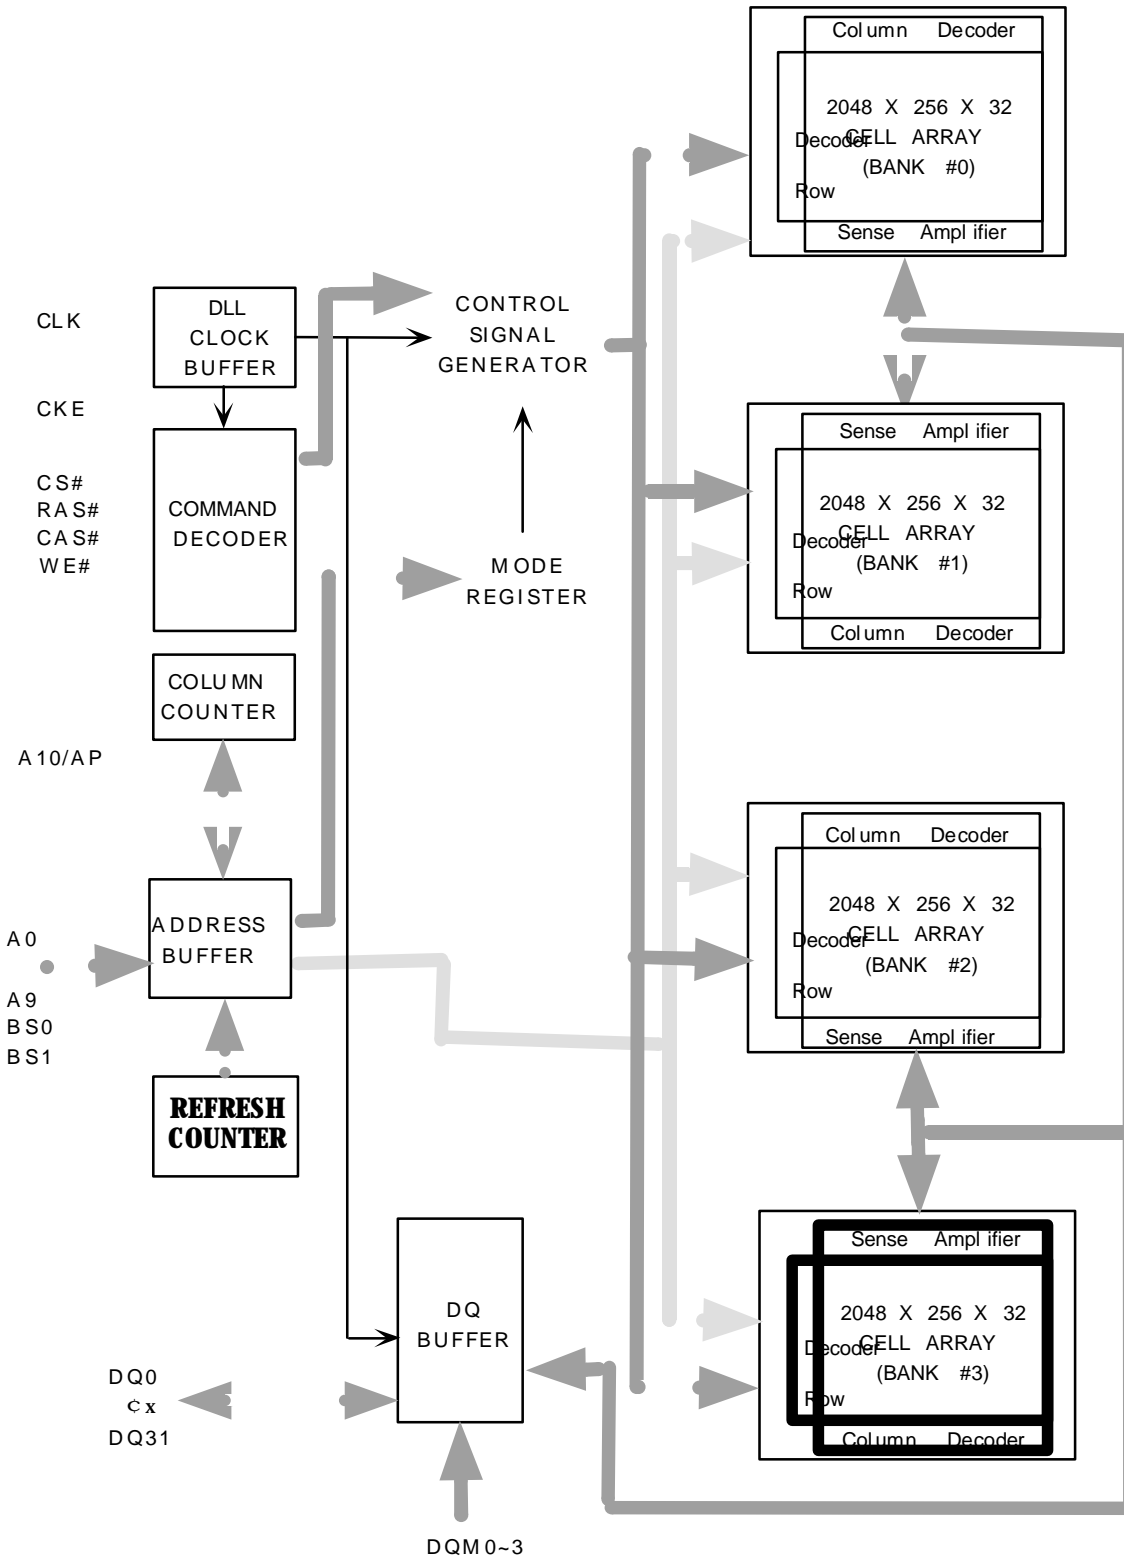 Column Decoder
2048 X 256 X 32
Decoder
CELL ARRAY
(BANK #0)
Row
Sense Amplifier
CLK
DLL
CLOCK
BUFFER
CONTROL
SIGNAL
GENERATOR
CKE
CS#
RAS#
CAS#
WE#
COMMAND
DECODER
MODE
REGISTER
Sense Amplifier
2048 X 256 X 32
Decoder
CELL ARRAY
(BANK #1)
Row
Column Decoder
COLUMN
COUNTER
A10/AP
Column Decoder
2048 X 256 X 32
Decoder
CELL ARRAY
(BANK #2)
Row
Sense Amplifier
ADDRESS
BUFFER
A0
A9
BS0
BS1
REFRESH
COUNTER
DQ
BUFFER
Sense Amplifier
2048 X 256 X 32
Decoder
CELL ARRAY
(BANK #3)
Row
Column Decoder
DQ0
¢x
DQ31
DQM0~3